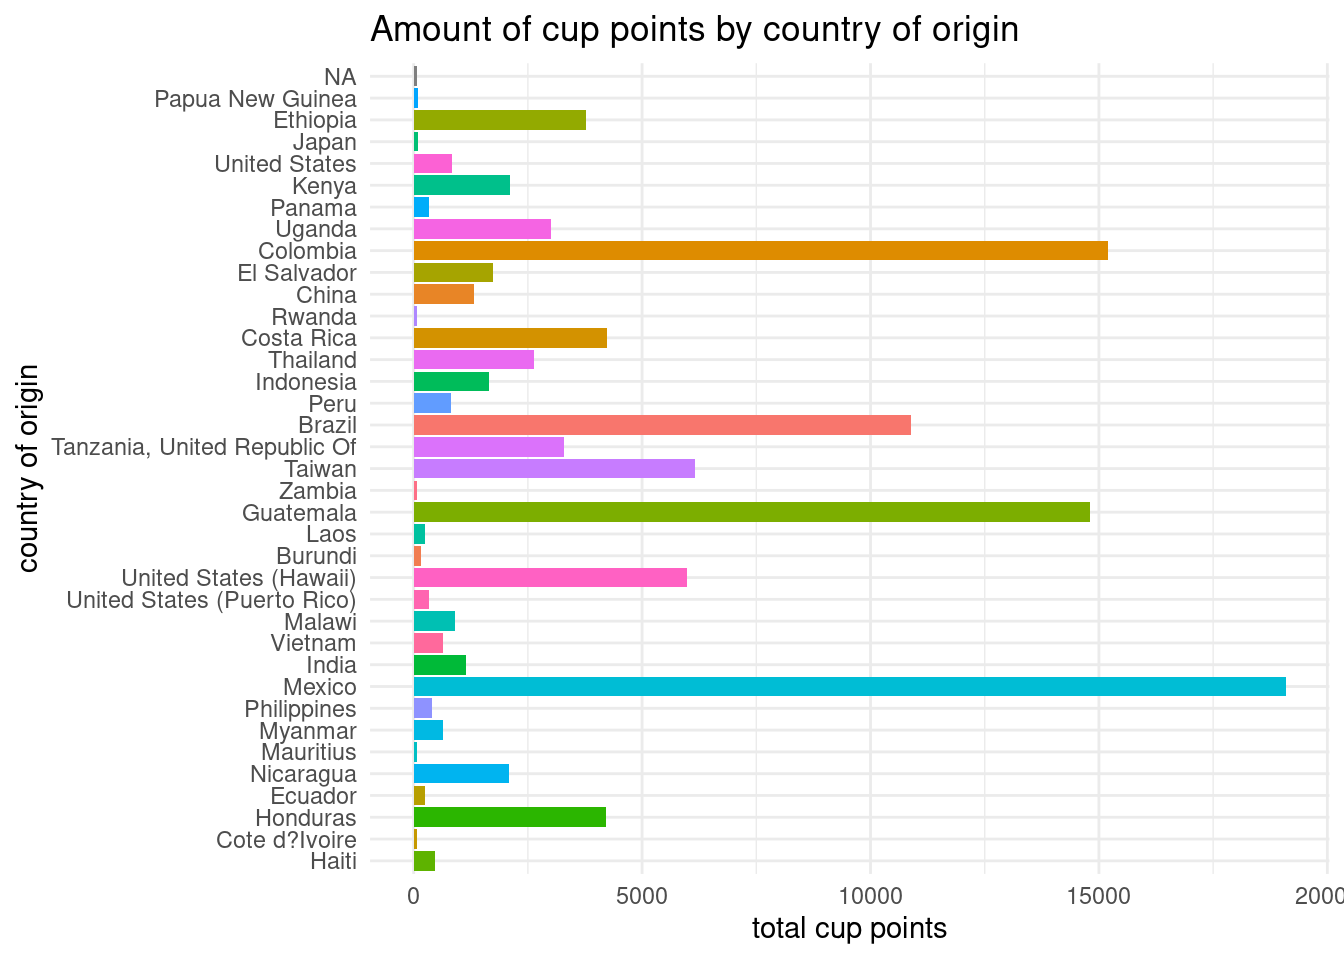 Amount of cup points by country of origin
NA
Papua New Guinea
Ethiopia
Japan
United States
Kenya
Panama
Uganda
Colombia
El Salvador
China
Rwanda
Costa Rica
Thailand
Indonesia
Peru
Brazil
Tanzania, United Republic Of
Taiwan
Zambia
Guatemala
Laos
Burundi
United States (Hawaii)
United States (Puerto Rico)
Malawi
Vietnam
India
Mexico
Philippines
Myanmar
Mauritius
Nicaragua
Ecuador
Honduras
Cote d?Ivoire
Haiti
country of origin
0 5000 10000 15000 2000
total cup points